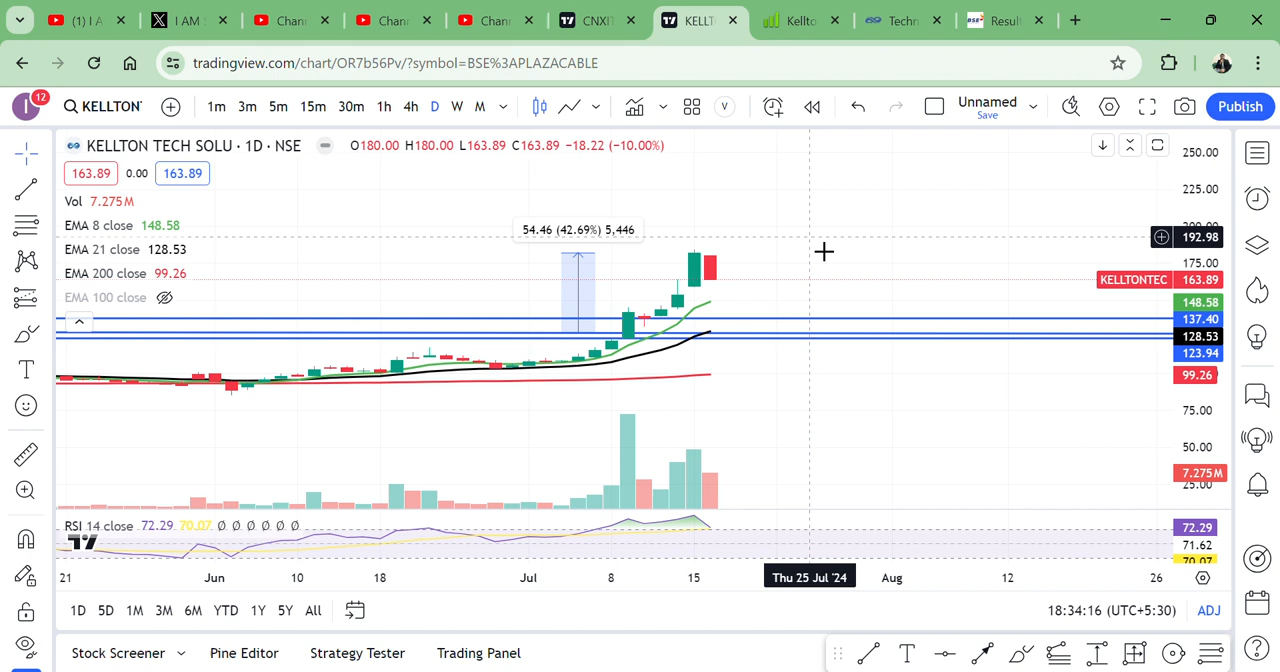 (1) I A
I AM
Chan
Chan
Chan
CNXI
KELLT
Kellto
Techn
Result
tradingview.com/chart/OR7b56Pv/?symbol=BSE%3APLAZACABLE
I 12
KELLTON
1m 3m 5m 15m 30m 1h 4h D W M
V
Unnamed
Save
Publish
KELLTON TECH SOLU · 1D · NSE O180.00 H180.00 L163.89 C163.89 −18.22 (−10.00%)
163.89 0.00 163.89
Vol 7.275M
EMA 8 close 148.58
EMA 21 close 128.53
EMA 200 close 99.26
EMA 100 close
54.46 (42.69%) 5,446
250.00
225.00
200.00
192.98
175.00
KELLTONTEC 163.89
148.58
137.40
128.53
123.94
99.26
75.00
50.00
7.275M
25.00
RSI 14 close 72.29 70.07 Ø Ø Ø Ø Ø Ø
72.29
71.62
70.07
21 Jun 10 18 Jul 8 15 Thu 25 Jul '24 Aug 12 26
1D 5D 1M 3M 6M YTD 1Y 5Y All
18:34:16 (UTC+5:30) ADJ
Stock Screener Pine Editor Strategy Tester Trading Panel